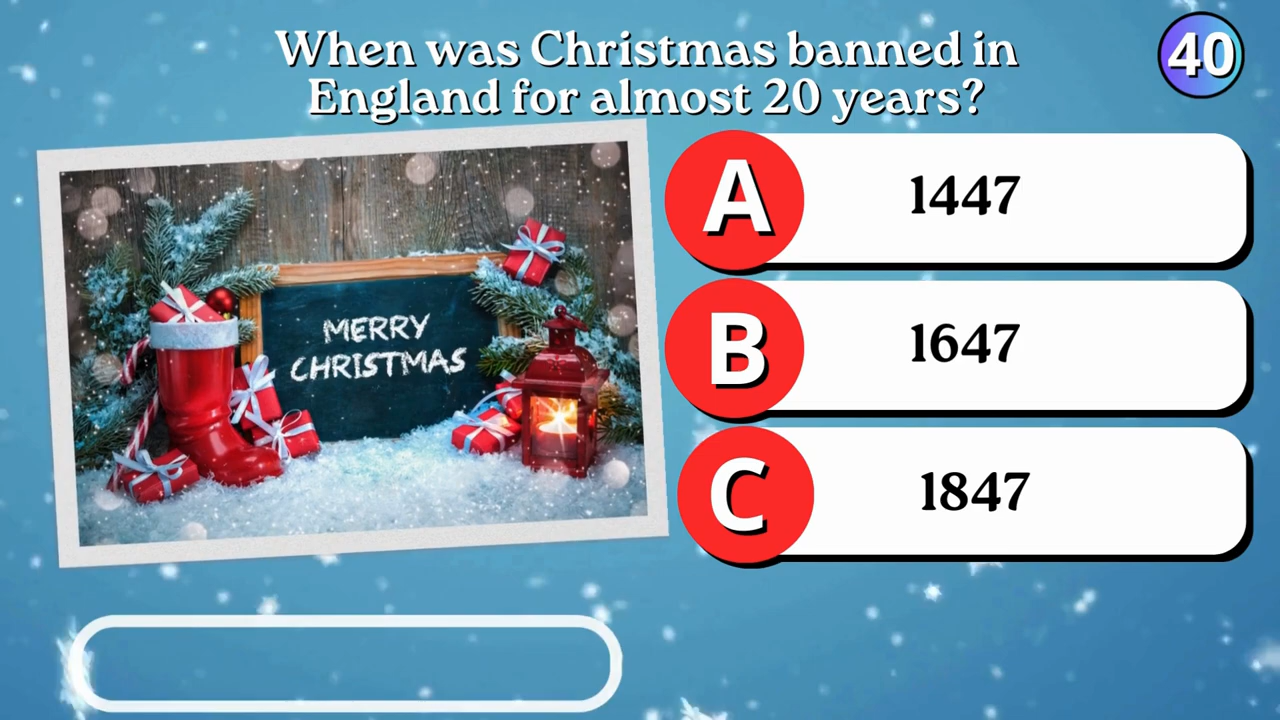 When was Christmas banned in
England for almost 20 years?
40
MERRY
CHRISTMAS
A
1447
B
1647
C
1847